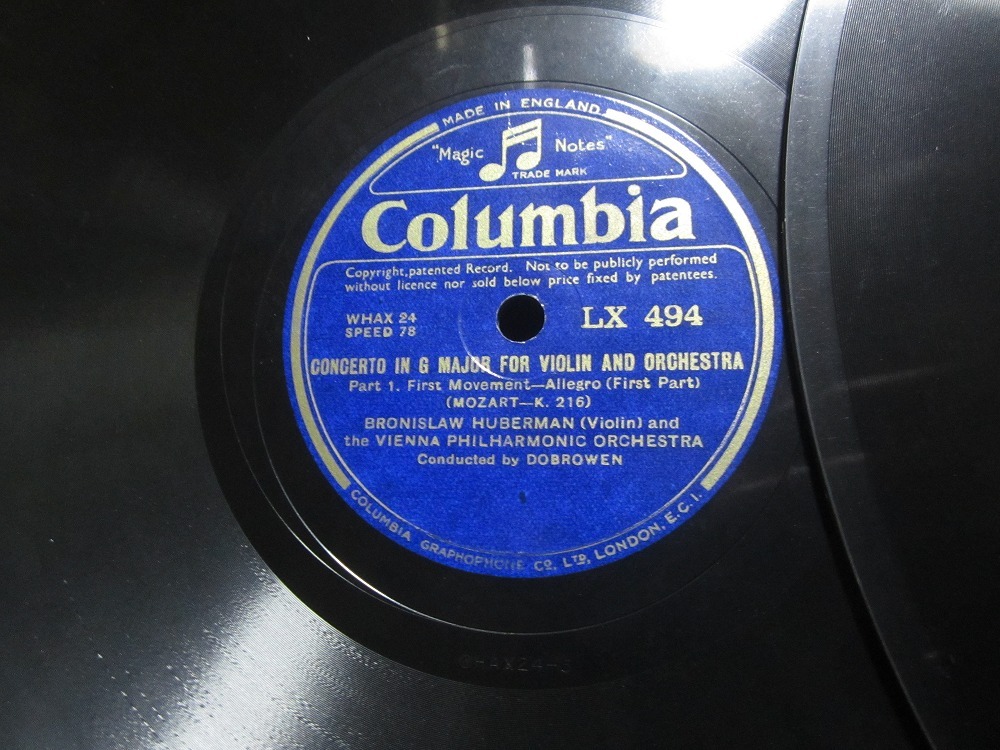 MADE IN ENGLAND
"Magic Notes"
TRADE MARK
Columbia
Copyright, patented Record. Not to be publicly performed
without licence nor sold below price fixed by patentees.
WHAX 24
SPEED 78
LX 494
CONCERTO IN G MAJOR FOR VIOLIN AND ORCHESTRA
Part 1. First Movement—Allegro (First Part)
(MOZART—K. 216)
BRONISLAW HUBERMAN (Violin) and
the VIENNA PHILHARMONIC ORCHESTRA
Conducted by DOBROWEN
COLUMBIA GRAPHOPHONE CO, LTD, LONDON, E.C.1.